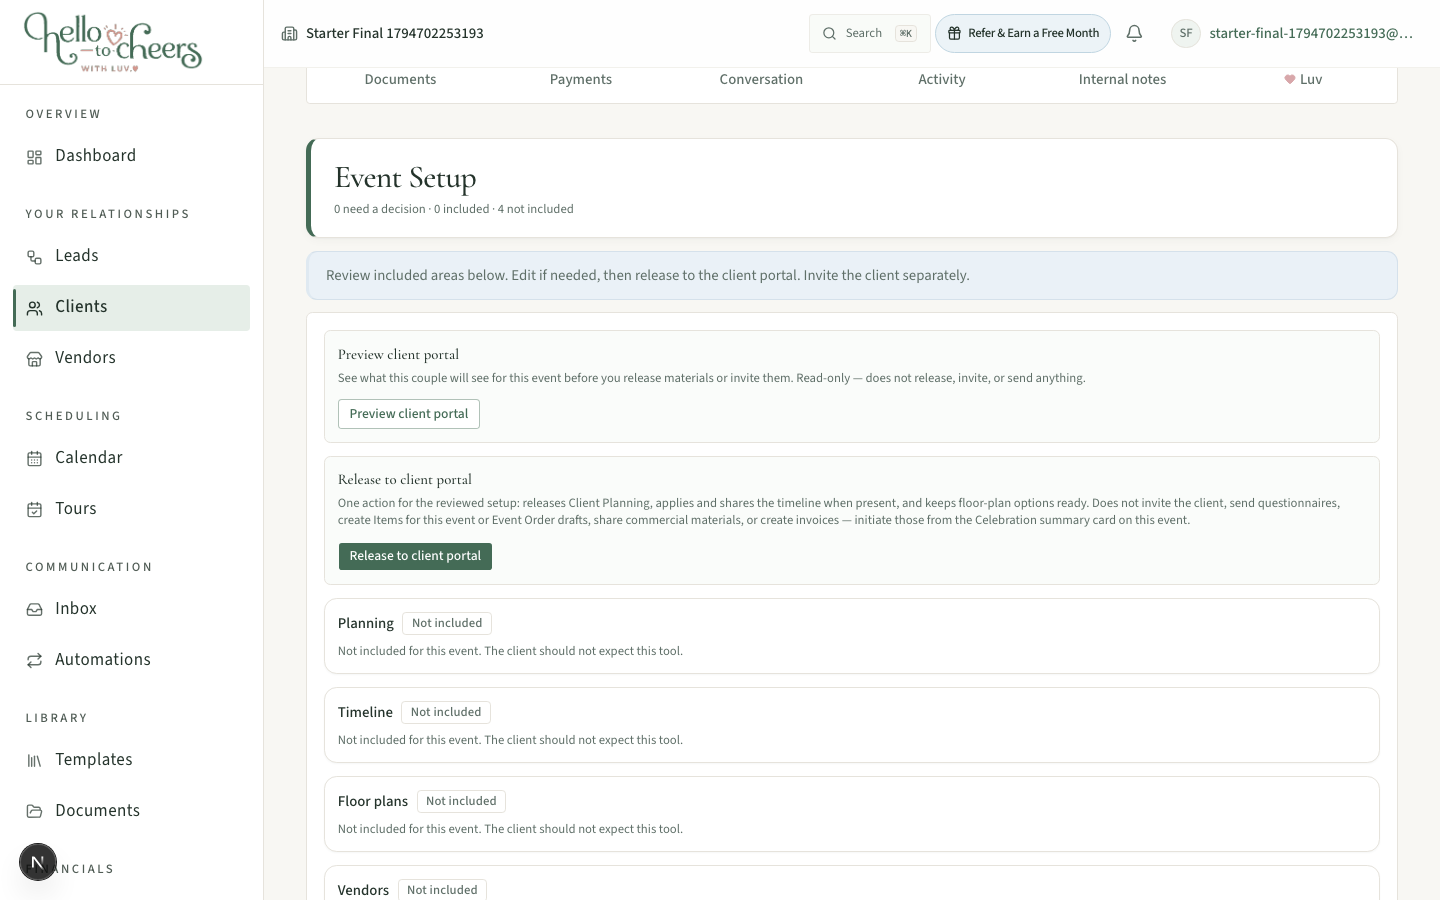 hello
to cheers
WITH LUV.
Starter Final 1794702253193
Search ⌘K
Refer & Earn a Free Month
SF
starter-final-1794702253193@...
OVERVIEW
Dashboard
YOUR RELATIONSHIPS
Leads
Clients
Vendors
SCHEDULING
Calendar
Tours
COMMUNICATION
Inbox
Automations
LIBRARY
Templates
Documents
N
Documents
Payments
Conversation
Activity
Internal notes
Luv
Event Setup
0 need a decision · 0 included · 4 not included
Review included areas below. Edit if needed, then release to the client portal. Invite the client separately.
Preview client portal
See what this couple will see for this event before you release materials or invite them. Read-only — does not release, invite, or send anything.
Preview client portal
Release to client portal
One action for the reviewed setup: releases Client Planning, applies and shares the timeline when present, and keeps floor-plan options ready. Does not invite the client, send questionnaires,
create Items for this event or Event Order drafts, share commercial materials, or create invoices — initiate those from the Celebration summary card on this event.
Release to client portal
Planning Not included
Not included for this event. The client should not expect this tool.
Timeline Not included
Not included for this event. The client should not expect this tool.
Floor plans Not included
Not included for this event. The client should not expect this tool.
Vendors Not included